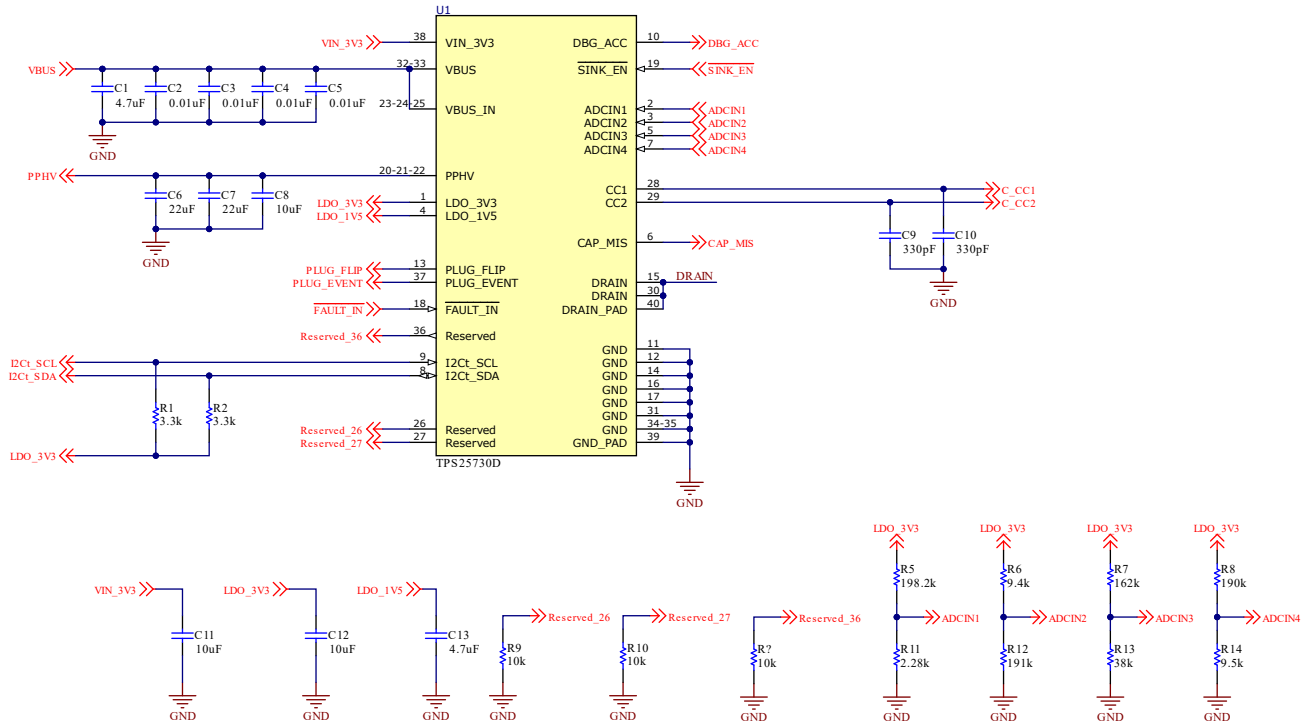 U1
VIN_3V3 38 VIN_3V3 DBG_ACC 10 DBG_ACC
VBUS 32-33 VBUS SINK_EN 19 SINK_EN
C1 C2 C3 C4 C5
4.7uF 0.01uF 0.01uF 0.01uF 0.01uF
23-24-25 VBUS_IN ADCIN1 2 ADCIN1
ADCIN2 3 ADCIN2
ADCIN3 5 ADCIN3
ADCIN4 7 ADCIN4
GND
PPHV 20-21-22 PPHV
CC1 28 C_CC1
CC2 29 C_CC2
C6 C7 C8
22uF 22uF 10uF
LDO_3V3 1 LDO_3V3
LDO_1V5 4 LDO_1V5
C9 C10
330pF 330pF
CAP_MIS 6 CAP_MIS
GND
PLUG_FLIP 13 PLUG_FLIP
PLUG_EVENT 37 PLUG_EVENT
DRAIN 15 DRAIN
DRAIN 30
DRAIN_PAD 40
GND
FAULT_IN 18 FAULT_IN
Reserved_36 36 Reserved
I2Ct_SCL 9 I2Ct_SCL
I2Ct_SDA 8 I2Ct_SDA
GND 11
GND 12
GND 14
GND 16
GND 17
GND 31
GND 34-35
GND_PAD 39
R1 R2
3.3k 3.3k
Reserved_26 26 Reserved
Reserved_27 27 Reserved
LDO_3V3
TPS25730D
GND
LDO_3V3 LDO_3V3 LDO_3V3 LDO_3V3
R5 R6 R7 R8
198.2k 9.4k 162k 190k
VIN_3V3 LDO_3V3 LDO_1V5
Reserved_26 Reserved_27 Reserved_36 ADCIN1 ADCIN2 ADCIN3 ADCIN4
C11 C12 C13
10uF 10uF 4.7uF
R9 R10 R? R11 R12 R13 R14
10k 10k 10k 2.28k 191k 38k 9.5k
GND GND GND GND GND GND GND GND GND GND